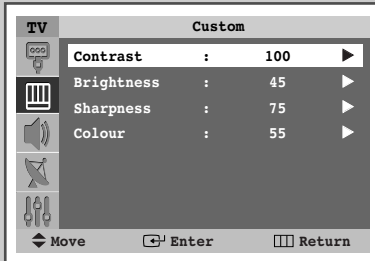 TV Custom
Contrast : 100
Brightness : 45
Sharpness : 75
Colour : 55
Move Enter Return